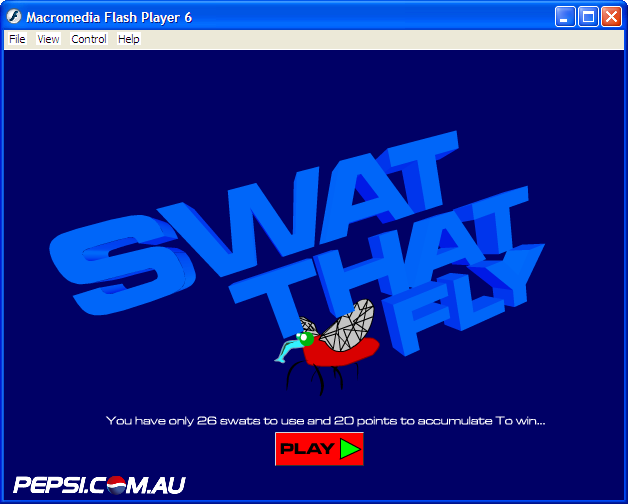 Macromedia Flash Player 6
File View Control Help
SWAT
THAT
FLY
You have only 26 swats to use and 20 points to accumulate To win...
PLAY
PEPSI.COM.AU